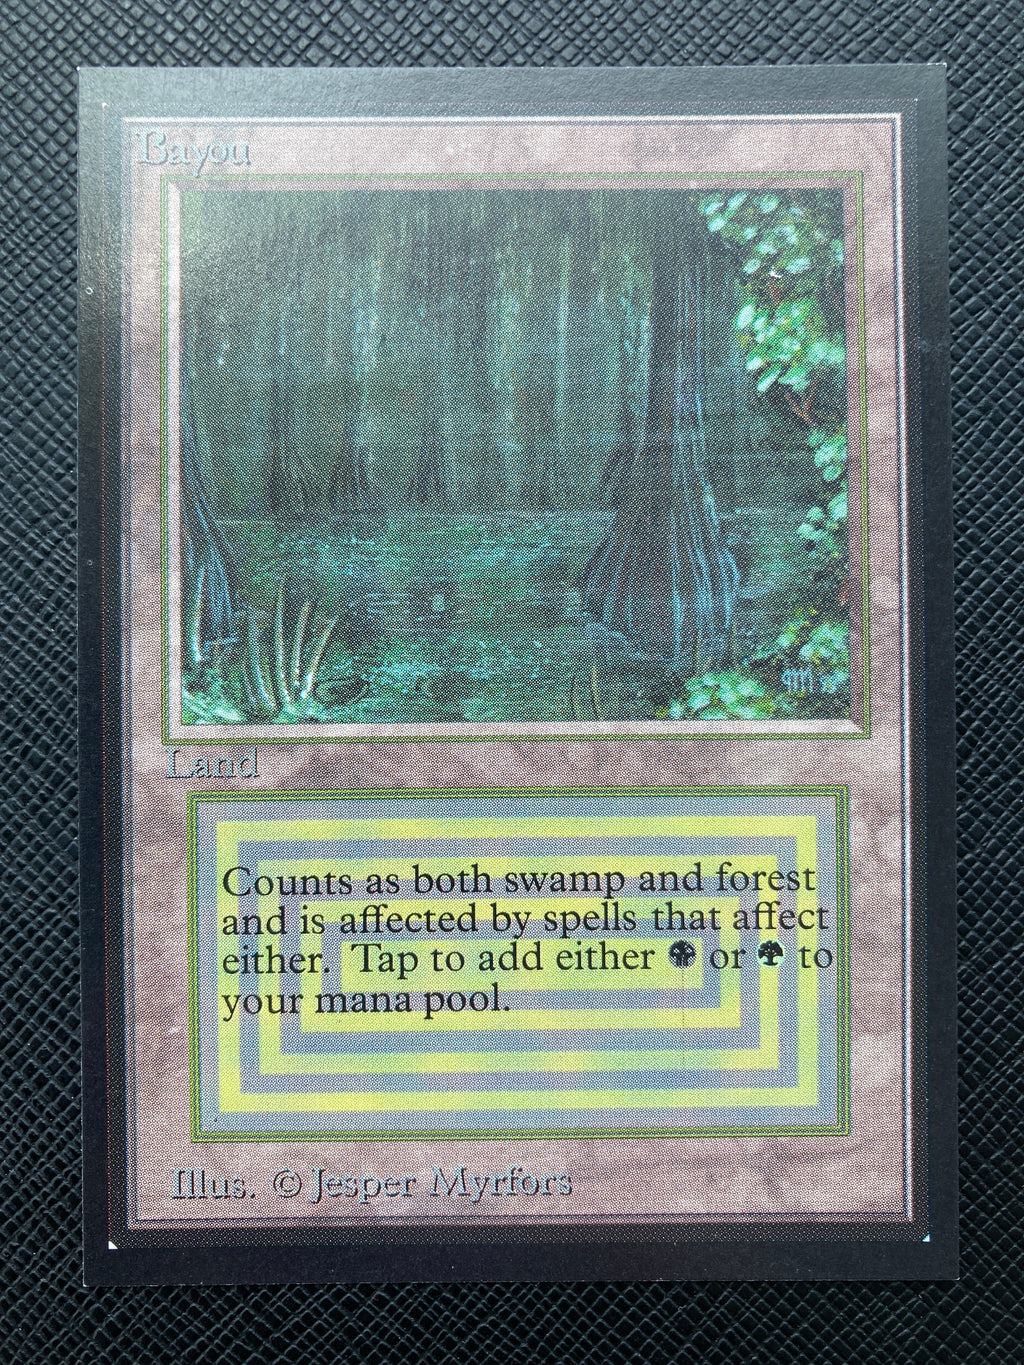 Bayou
Land
Counts as both swamp and forest
and is affected by spells that affect
either. Tap to add either or to
your mana pool.
Illus. © Jesper Myrfors